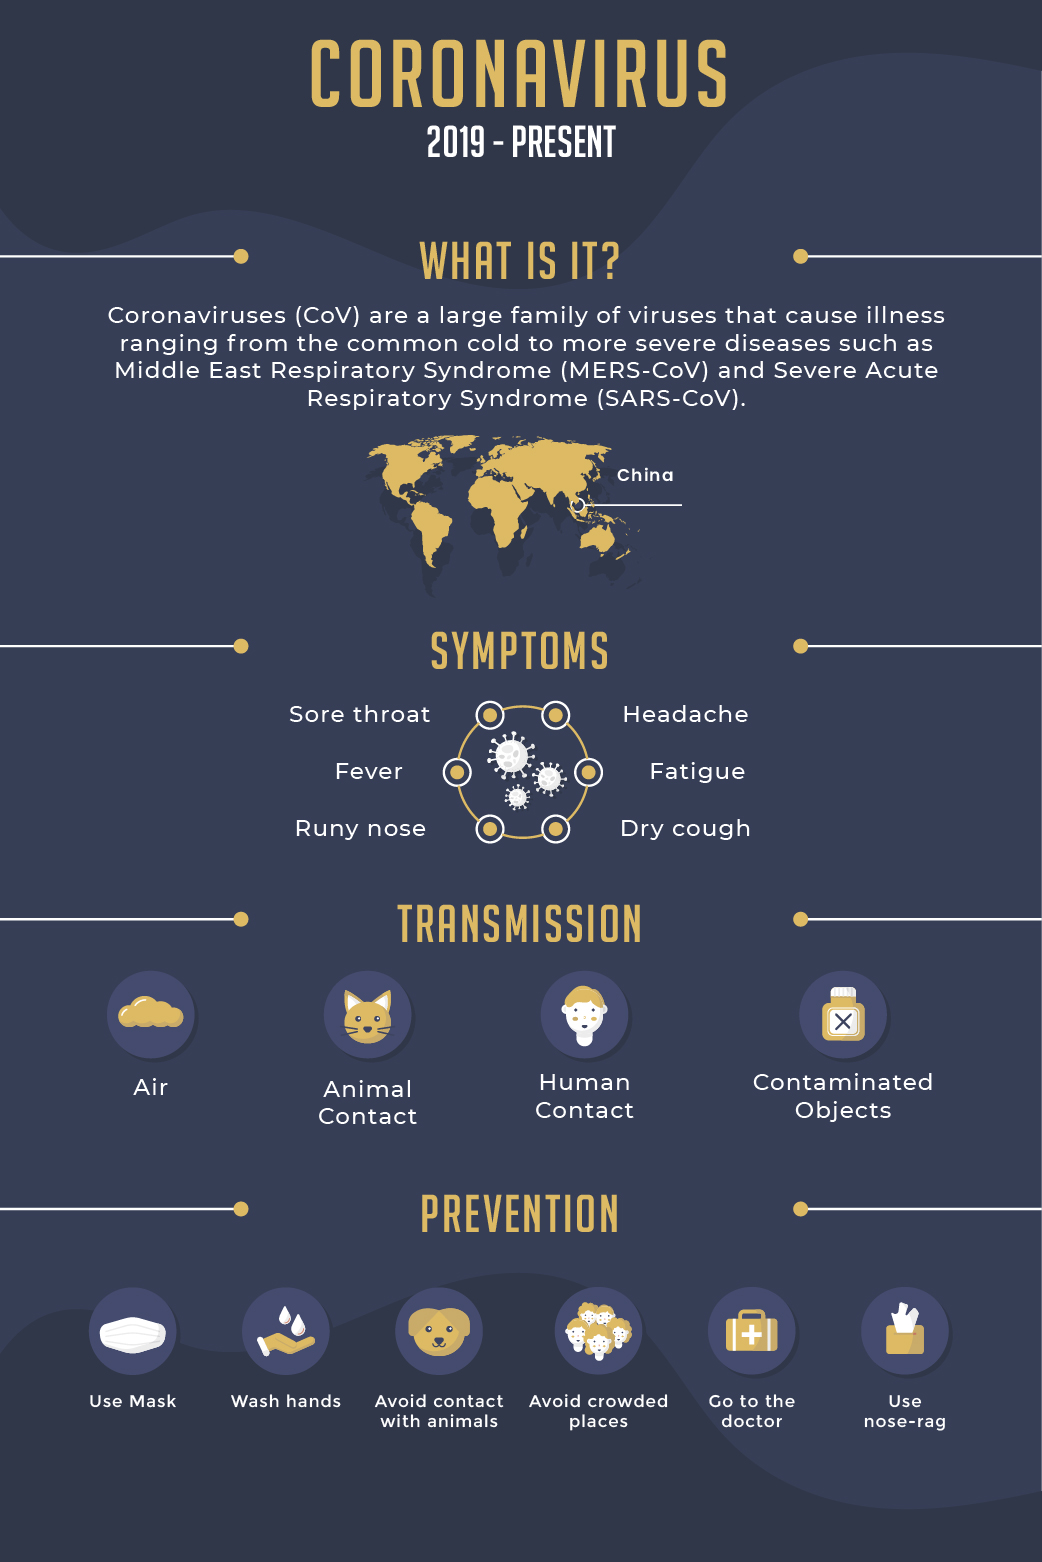 CORONAVIRUS
2019 - PRESENT
WHAT IS IT?
Coronaviruses (CoV) are a large family of viruses that cause illness
ranging from the common cold to more severe diseases such as
Middle East Respiratory Syndrome (MERS-CoV) and Severe Acute
Respiratory Syndrome (SARS-CoV).
China
SYMPTOMS
Sore throat
Headache
Fever
Fatigue
Runy nose
Dry cough
TRANSMISSION
Air
Animal
Contact
Human
Contact
Contaminated
Objects
PREVENTION
Use Mask
Wash hands
Avoid contact
with animals
Avoid crowded
places
Go to the
doctor
Use
nose-rag